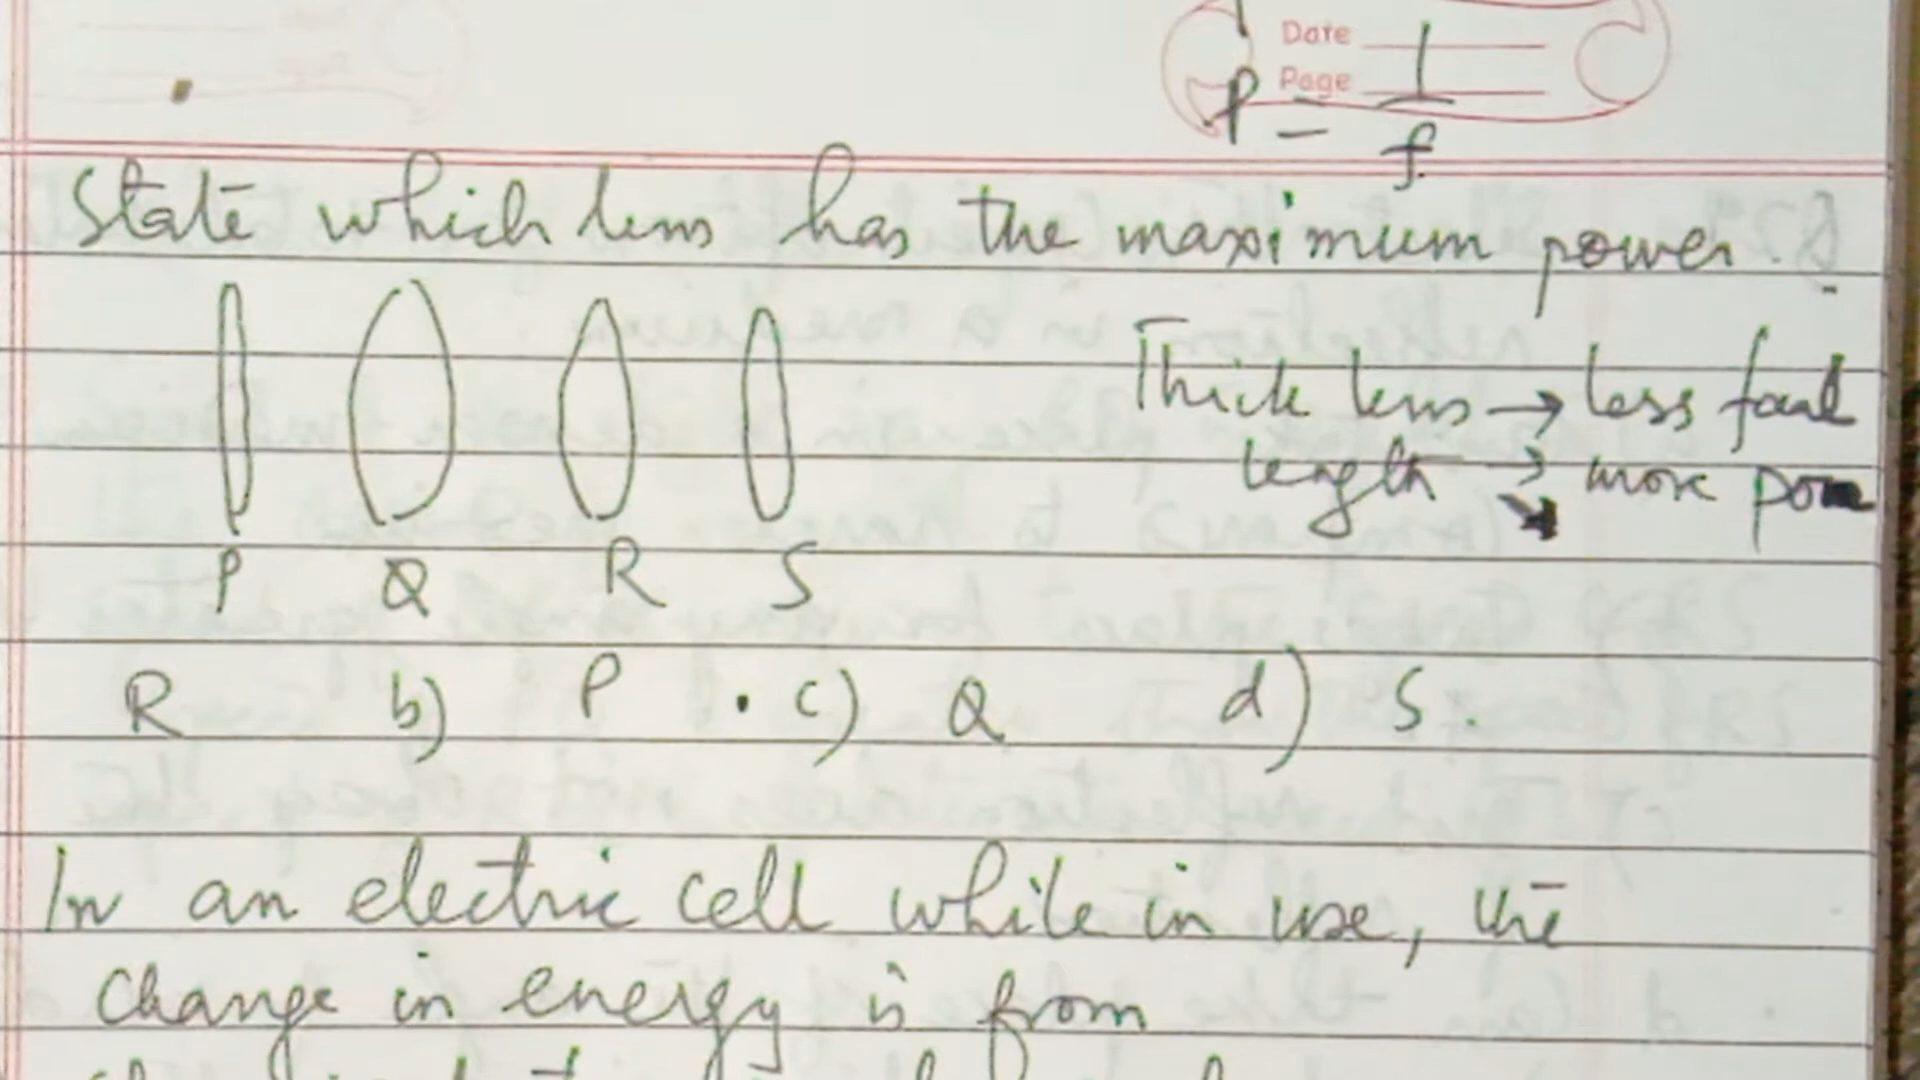 Date
Page
P = 1/f
State which lens has the maximum power.
Thick lens → less focal
length → more power
P Q R S
R b) P c) Q d) S.
In an electric cell while in use, the
change in energy is from